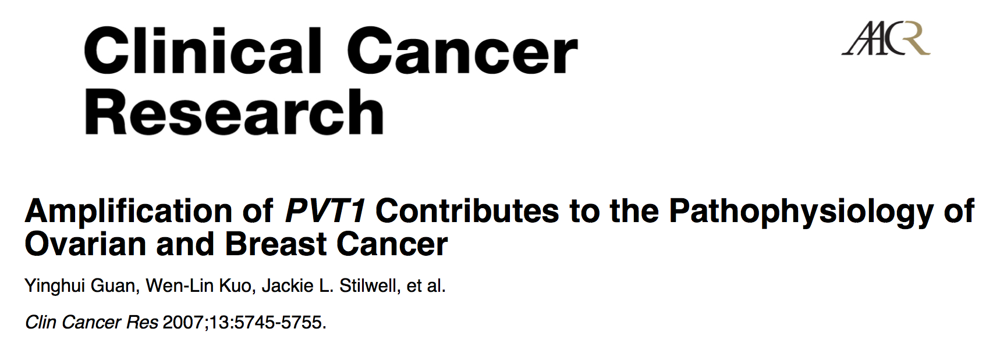 Clinical Cancer
Research
AACR
Amplification of PVT1 Contributes to the Pathophysiology of
Ovarian and Breast Cancer
Yinghui Guan, Wen-Lin Kuo, Jackie L. Stilwell, et al.
Clin Cancer Res 2007;13:5745-5755.